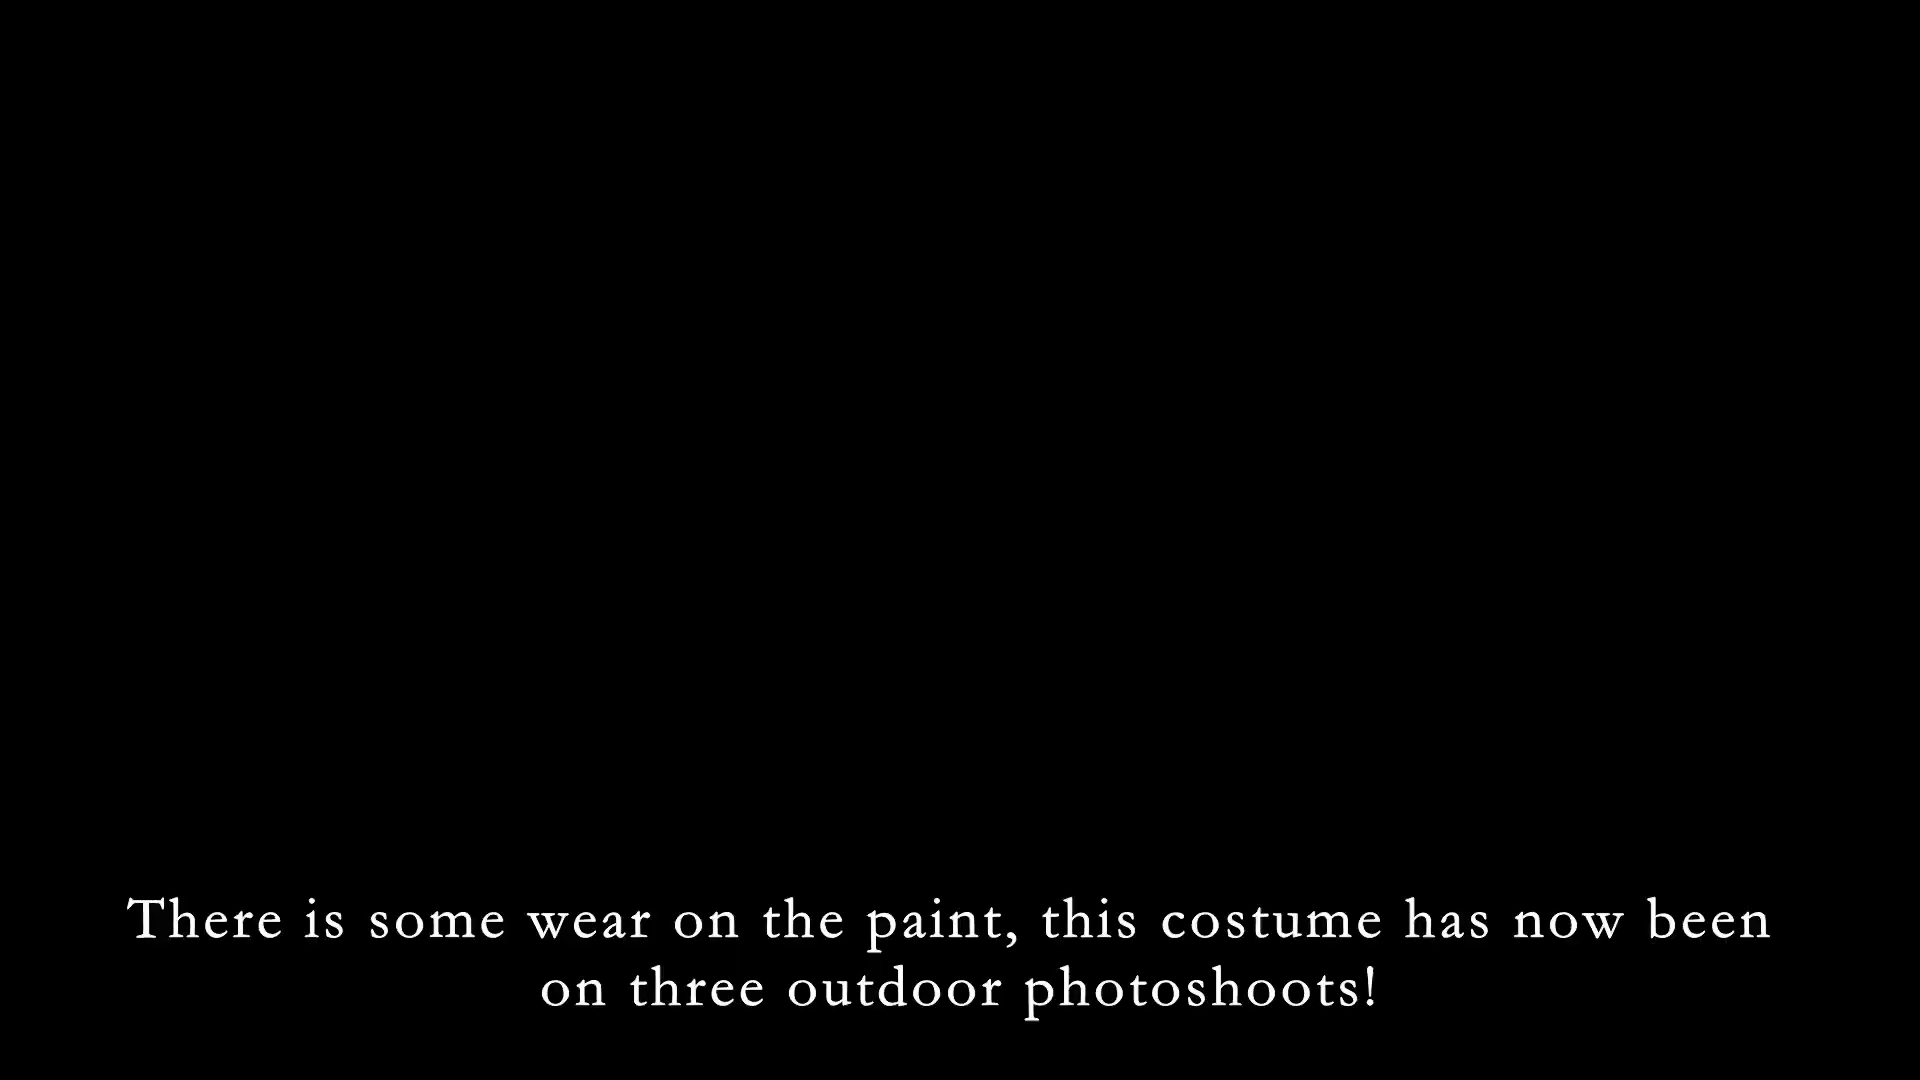 There is some wear on the paint, this costume has now been
on three outdoor photoshoots!